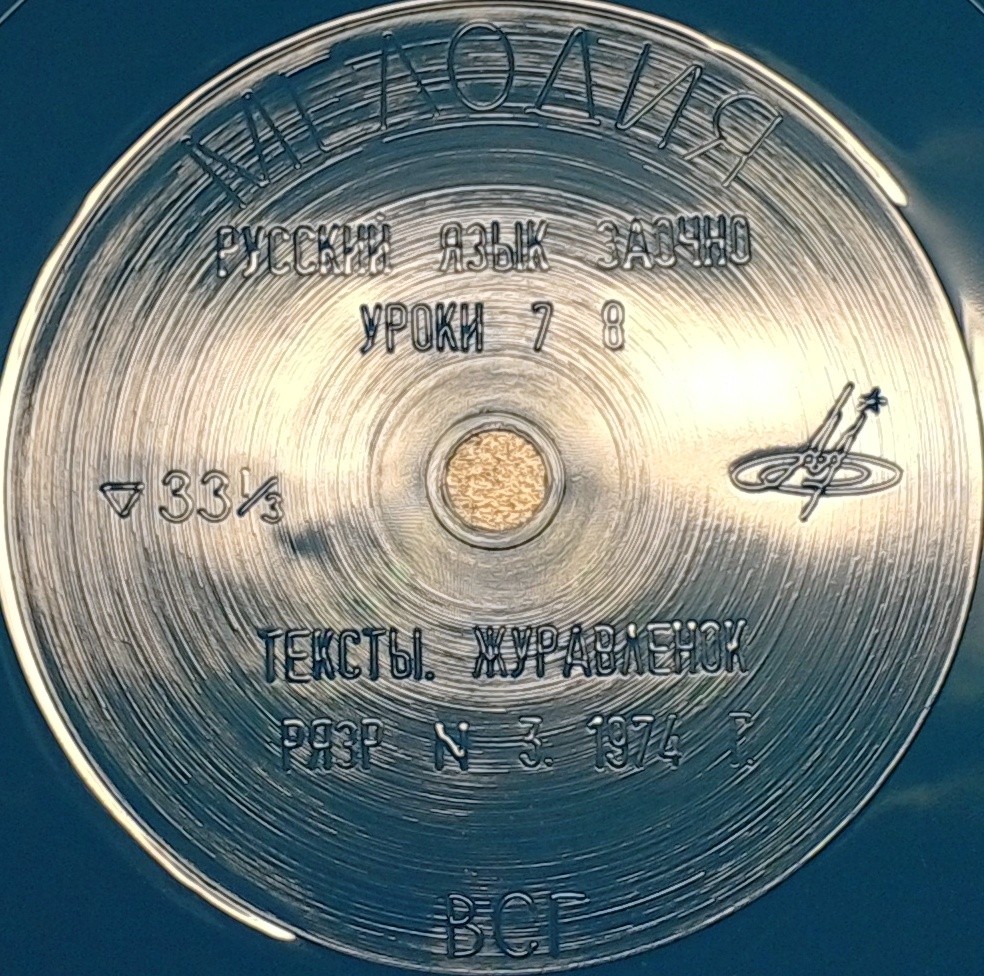 МЕЛОДИЯ
РУССКИЙ ЯЗЫК ЗАОЧНО
УРОКИ 7 8
▽ 33⅓
ТЕКСТЫ. ЖУРАВЛЕНОК
РЯЗР N 3. 1974 Г.
ВСГ